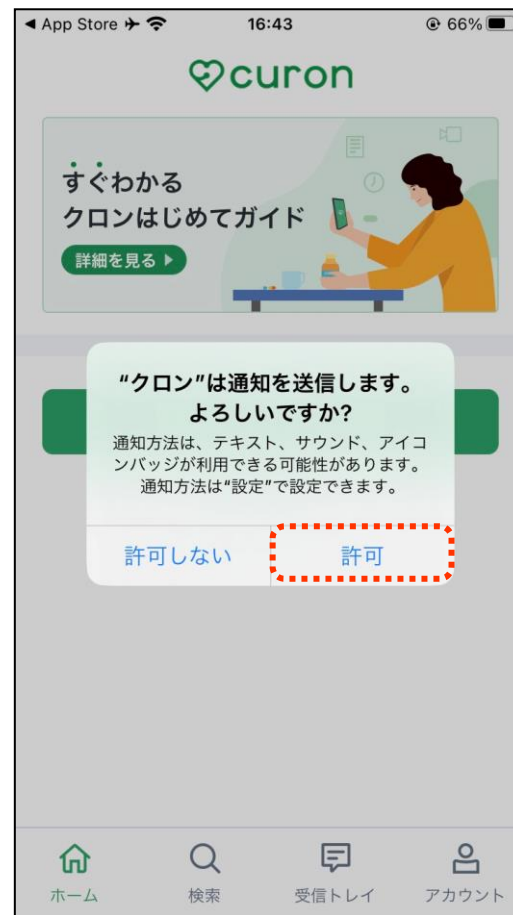 ◀ App Store
16:43
66%
curon
すぐわかる
クロンはじめてガイド
詳細を見る ▶
“クロン”は通知を送信します。
よろしいですか?
通知方法は、テキスト、サウンド、アイコ
ンバッジが利用できる可能性があります。
通知方法は“設定”で設定できます。
許可しない
許可
ホーム
検索
受信トレイ
アカウント